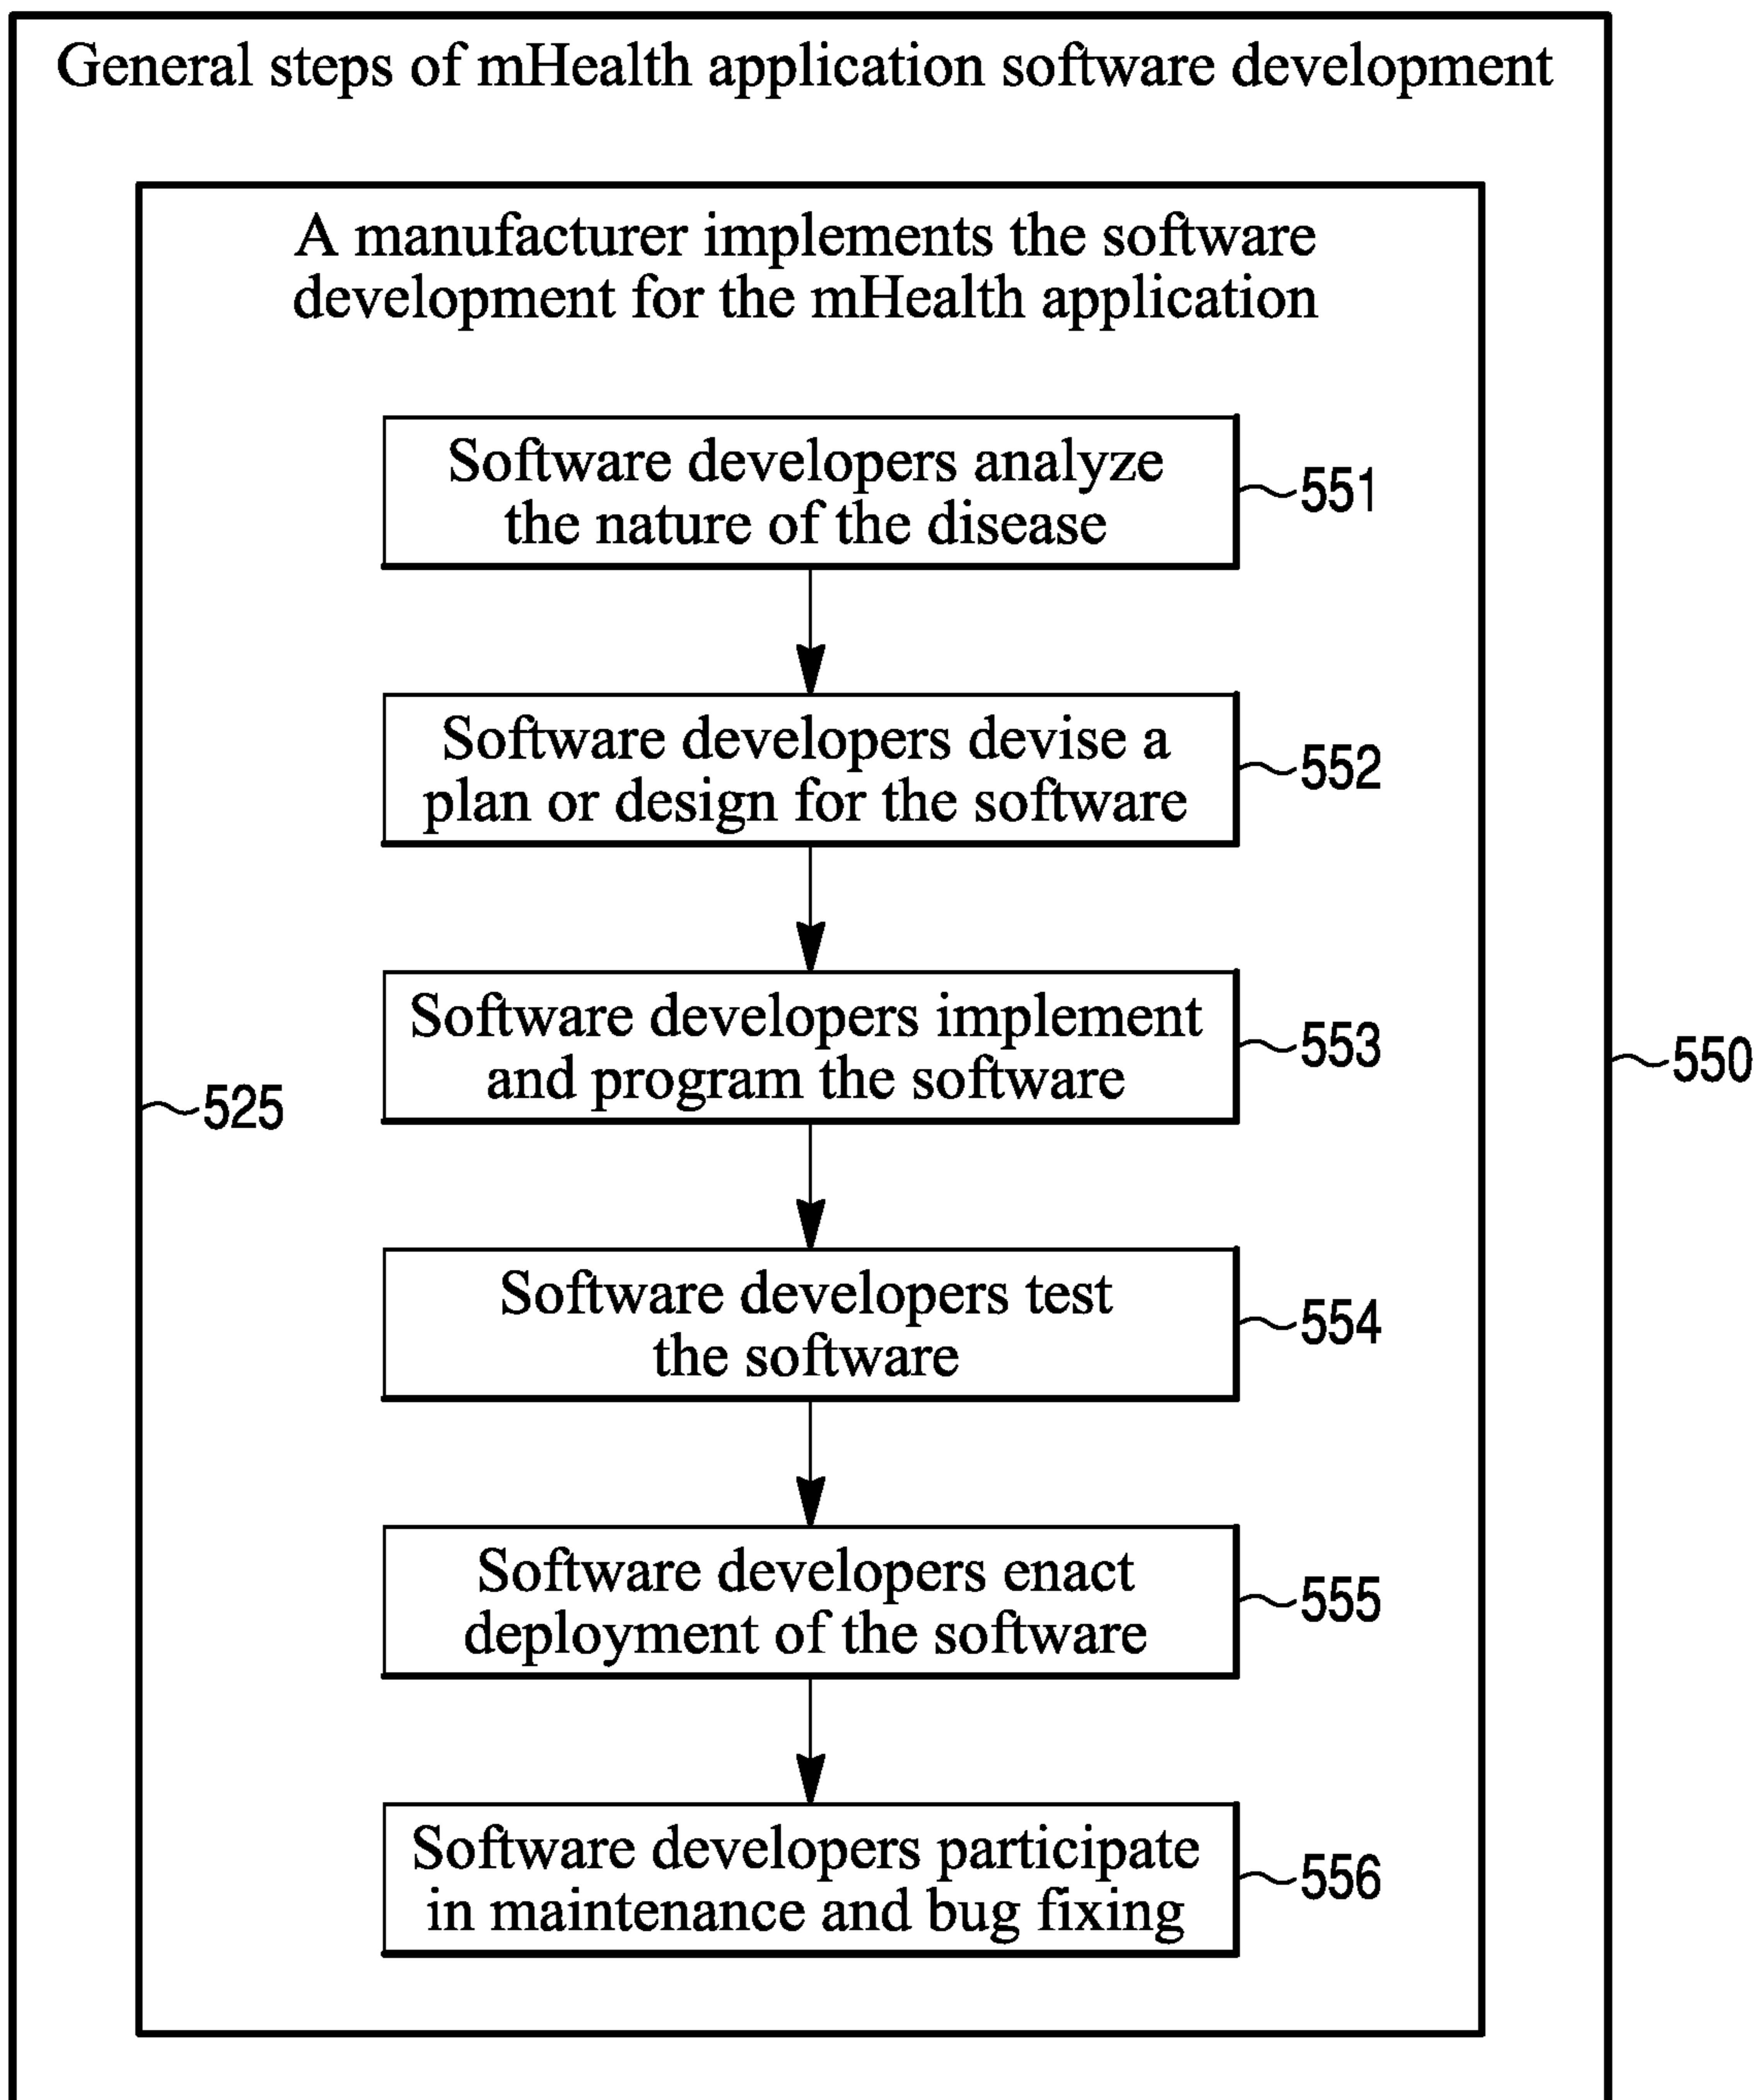 General steps of mHealth application software development
A manufacturer implements the software
development for the mHealth application
Software developers analyze
the nature of the disease
551
Software developers devise a
plan or design for the software
552
Software developers implement
and program the software
553
550
525
Software developers test
the software
554
Software developers enact
deployment of the software
555
Software developers participate
in maintenance and bug fixing
556